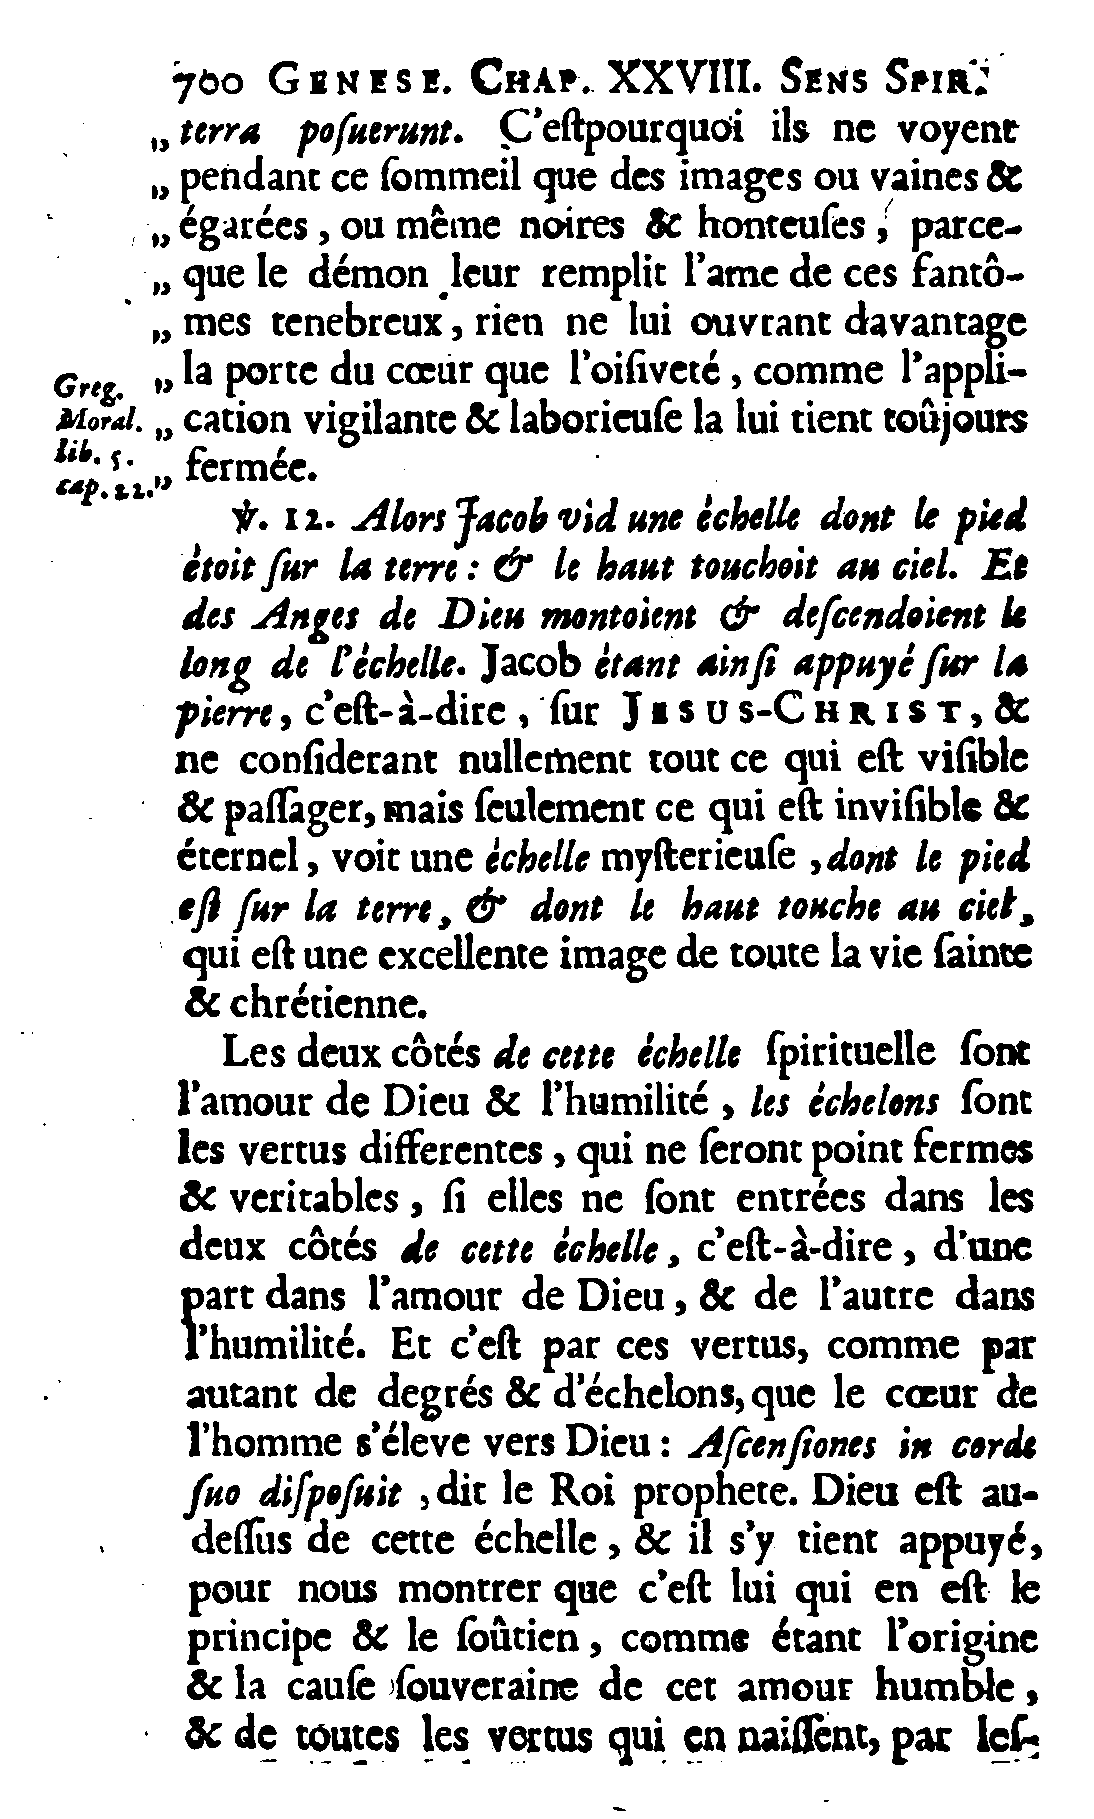 700 GENESE. CHAP. XXVIII. SENS SPIR.
„ terra poſuerunt. C'eſtpourquoi ils ne voyent
„ pendant ce ſommeil que des images ou vaines &
„ égarées, ou même noires & honteuſes, parce-
„ que le démon leur remplit l'ame de ces fantô-
„ mes tenebreux, rien ne lui ouvrant davantage
„ la porte du cœur que l'oiſiveté, comme l'appli-
„ cation vigilante & laborieuſe la lui tient toûjours
„ fermée.
Greg.
Moral.
lib. 5.
cap. 22.
℣. 12. Alors Jacob vid une échelle dont le pied
étoit ſur la terre : & le haut touchoit au ciel. Et
des Anges de Dieu montoient & deſcendoient le
long de l'échelle. Jacob étant ainſi appuyé ſur la
pierre, c'eſt-à-dire, ſur JESUS-CHRIST, &
ne conſiderant nullement tout ce qui eſt viſible
& paſſager, mais ſeulement ce qui eſt inviſible &
éternel, voit une échelle myſterieuſe, dont le pied
eſt ſur la terre, & dont le haut touche au ciel,
qui eſt une excellente image de toute la vie ſainte
& chrétienne.
Les deux côtés de cette échelle ſpirituelle ſont
l'amour de Dieu & l'humilité, les échelons ſont
les vertus differentes, qui ne ſeront point fermes
& veritables, ſi elles ne ſont entrées dans les
deux côtés de cette échelle, c'eſt-à-dire, d'une
part dans l'amour de Dieu, & de l'autre dans
l'humilité. Et c'eſt par ces vertus, comme par
autant de degrés & d'échelons, que le cœur de
l'homme s'éleve vers Dieu : Aſcenſiones in corde
ſuo diſpoſuit, dit le Roi prophete. Dieu eſt au-
deſſus de cette échelle, & il s'y tient appuyé,
pour nous montrer que c'eſt lui qui en eſt le
principe & le ſoûtien, comme étant l'origine
& la cauſe ſouveraine de cet amour humble,
& de toutes les vertus qui en naiſſent, par leſ-